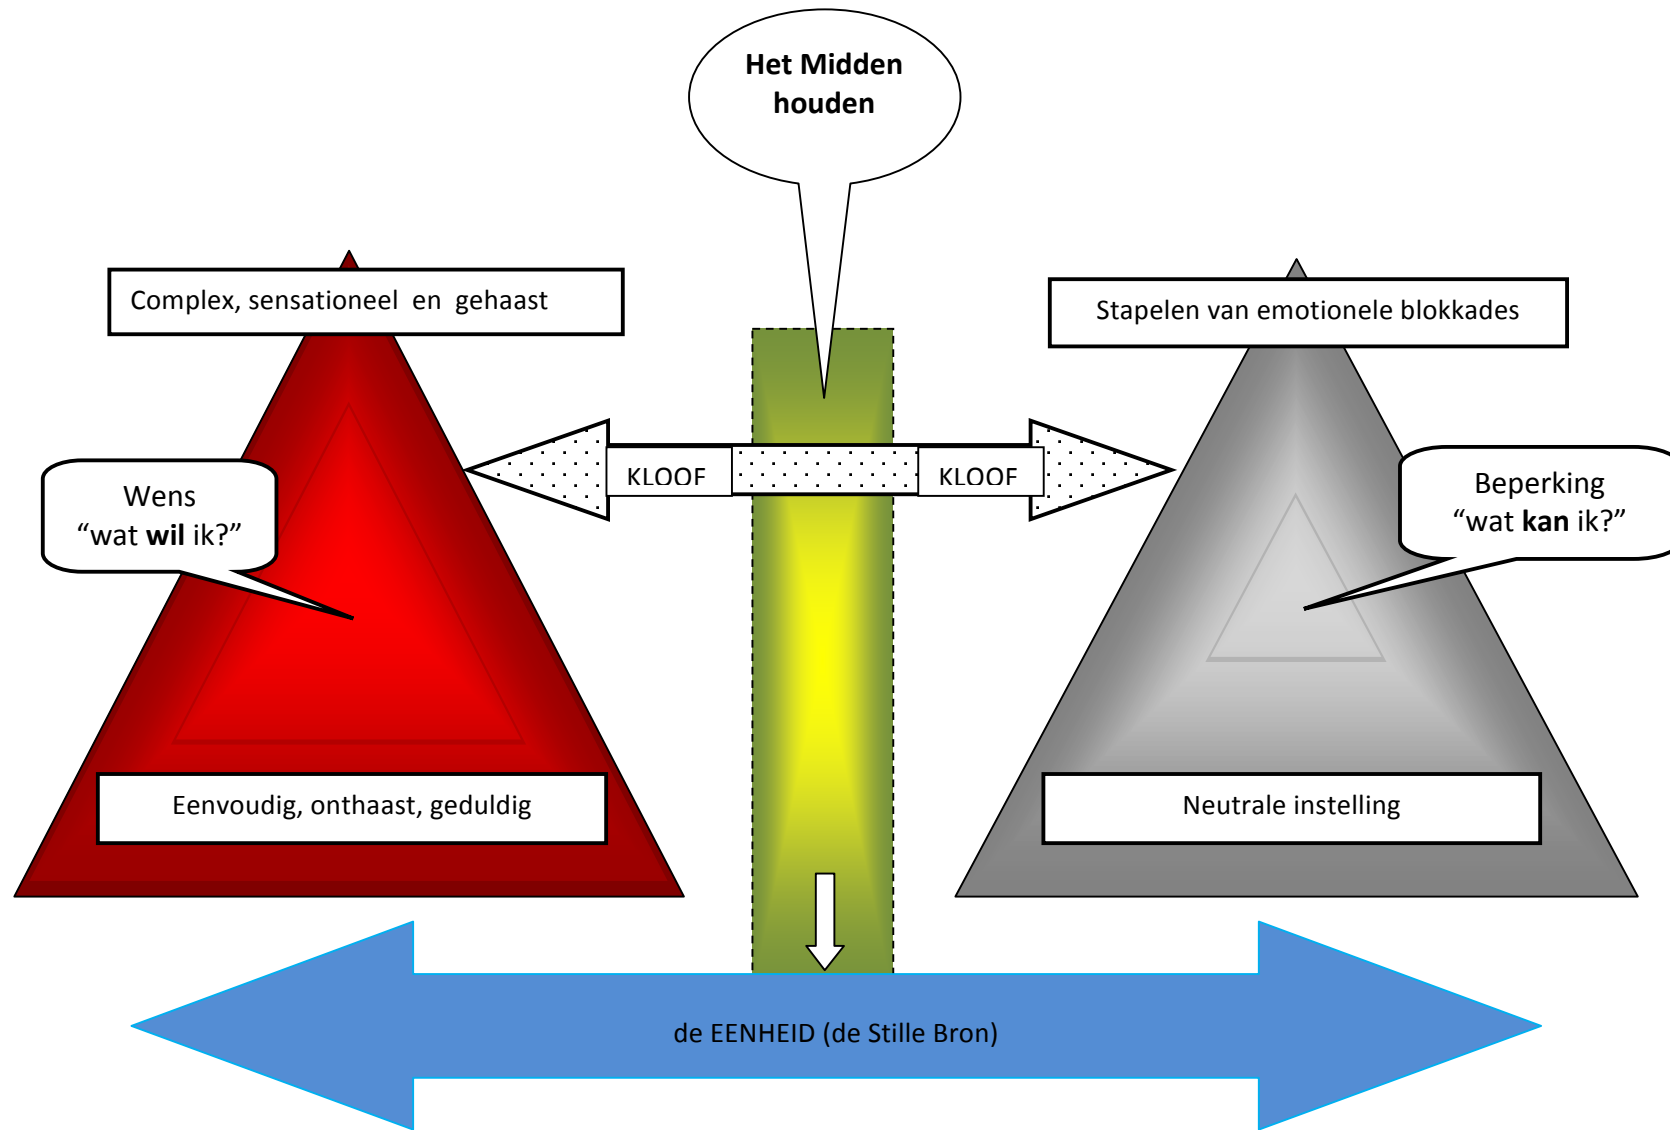 Het Midden
houden
Complex, sensationeel en gehaast
Stapelen van emotionele blokkades
KLOOF
KLOOF
Wens
“wat wil ik?”
Beperking
“wat kan ik?”
Eenvoudig, onthaast, geduldig
Neutrale instelling
de EENHEID (de Stille Bron)